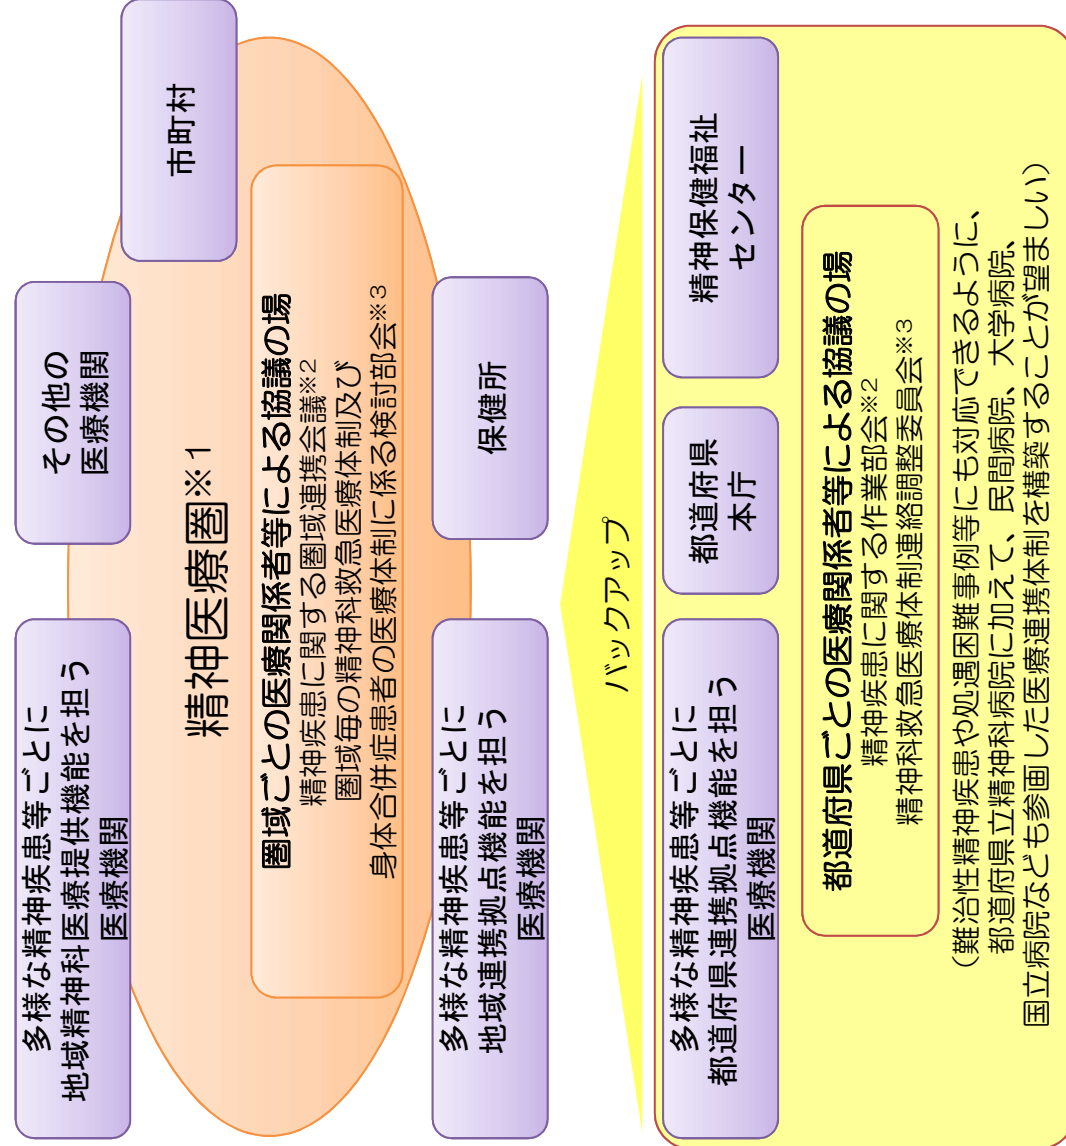 多様な精神疾患等ごとに
地域精神科医療提供機能を担う
医療機関
その他の
医療機関
市町村
精神医療圏※1
圏域ごとの医療関係者等による協議の場
精神疾患に関する圏域連携会議※2
圏域毎の精神科救急医療体制及び
身体合併症患者の医療体制に係る検討部会※3
多様な精神疾患等ごとに
地域連携拠点機能を担う
医療機関
保健所
バックアップ
多様な精神疾患等ごとに
都道府県連携拠点機能を担う
医療機関
都道府県
本庁
精神保健福祉
センター
都道府県ごとの医療関係者等による協議の場
精神疾患に関する作業部会※2
精神科救急医療体制連絡調整委員会※3
（難治性精神疾患や処遇困難事例等にも対応できるように、
都道府県立精神科病院に加えて、民間病院、大学病院、
国立病院なども参画した医療連携体制を構築することが望ましい）